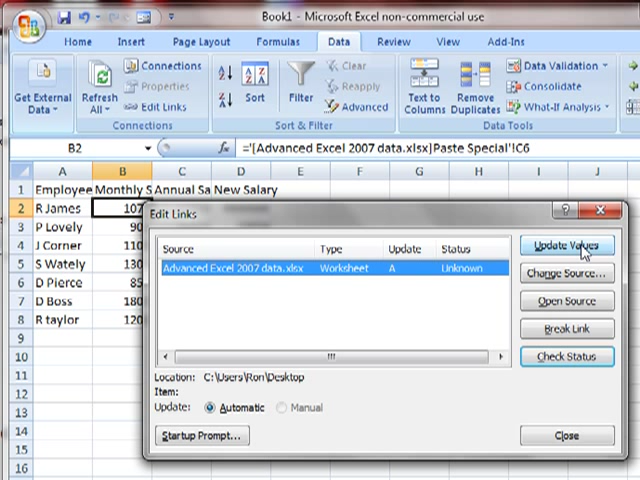 Book1 - Microsoft Excel non-commercial use
Home Insert Page Layout Formulas Data Review View Add-Ins
Get External Data
Refresh All
Connections
Properties
Edit Links
Connections
Sort
Filter
Clear
Reapply
Advanced
Sort & Filter
Text to Columns
Remove Duplicates
Data Validation
Consolidate
What-If Analysis
Data Tools
B2 fx ='[Advanced Excel 2007 data.xlsx]Paste Special'!C6
A B C D E F G H I J
1 Employee Monthly S Annual Sa New Salary
2 R James 107
3 P Lovely 90
4 J Corner 110
5 S Wately 130
6 D Pierce 85
7 D Boss 180
8 R taylor 120
9
10
11
12
13
14
15
16
Edit Links
Source Type Update Status
Advanced Excel 2007 data.xlsx Worksheet A Unknown
Update Values
Change Source...
Open Source
Break Link
Check Status
Location: C:\Users\Ron\Desktop
Item:
Update: Automatic Manual
Startup Prompt... Close